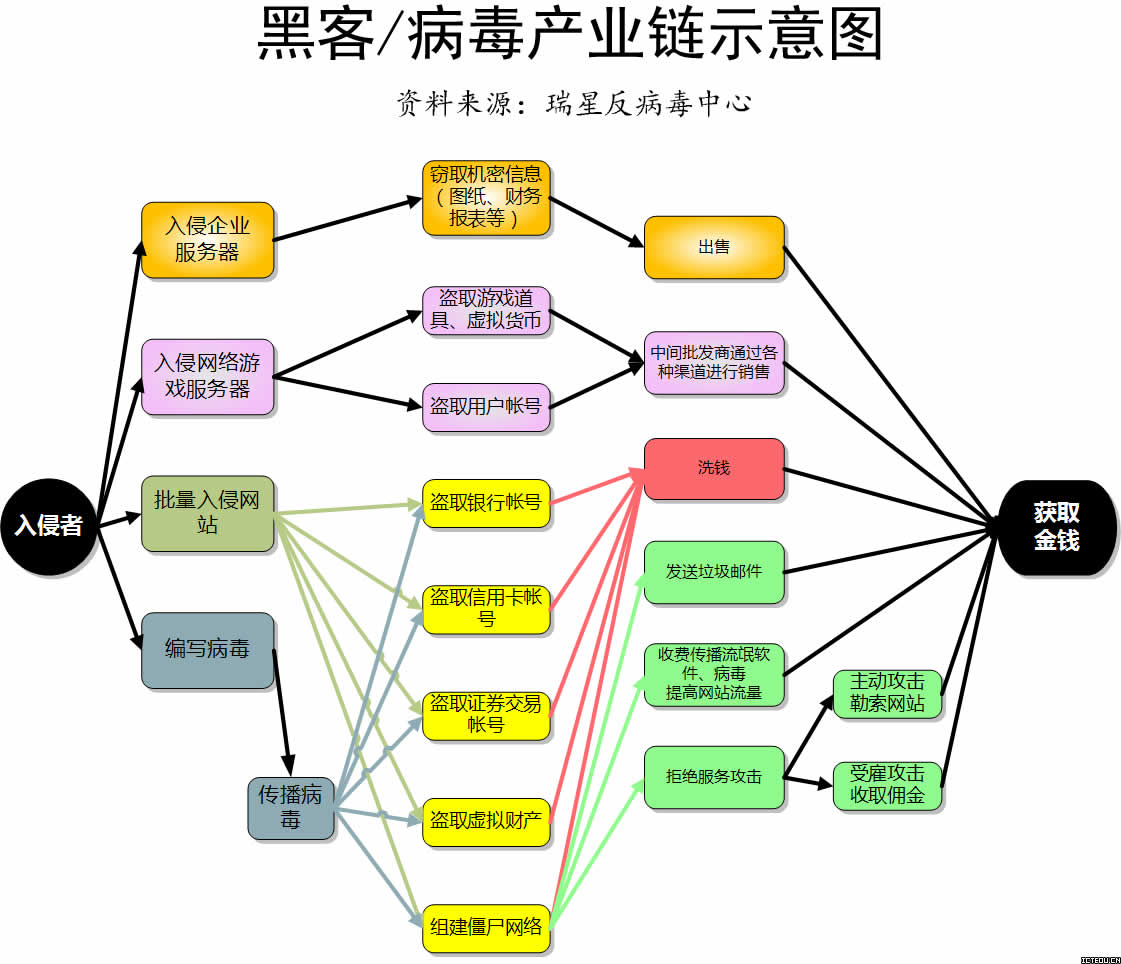 黑客/病毒产业链示意图
资料来源：瑞星反病毒中心
窃取机密信息
（图纸、财务
报表等）
入侵企业
服务器
出售
盗取游戏道
具、虚拟货币
入侵网络游
戏服务器
中间批发商通过各
种渠道进行销售
盗取用户帐号
洗钱
批量入侵网
站
盗取银行帐号
入侵者
获取
金钱
发送垃圾邮件
盗取信用卡帐
号
编写病毒
收费传播流氓软
件、病毒
提高网站流量
主动攻击
勒索网站
盗取证券交易
帐号
拒绝服务攻击
受雇攻击
收取佣金
传播病
毒
盗取虚拟财产
组建僵尸网络
ICTEDU.CN